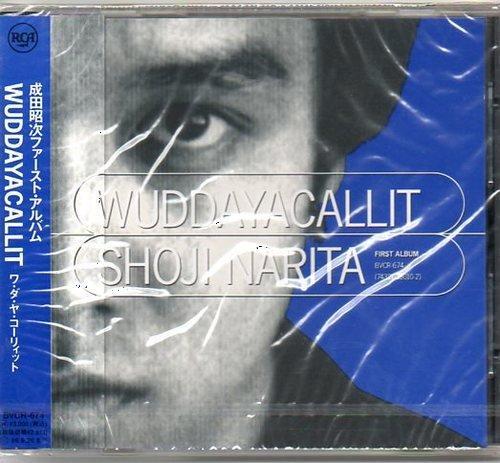 RCA
成田昭次ファースト・アルバム
WUDDAYACALLIT
ワ・ダ・ヤ・コーリィット
BVCR-674
WUDDAYACALLIT
SHOJI NARITA
FIRST ALBUM
BVCR-674